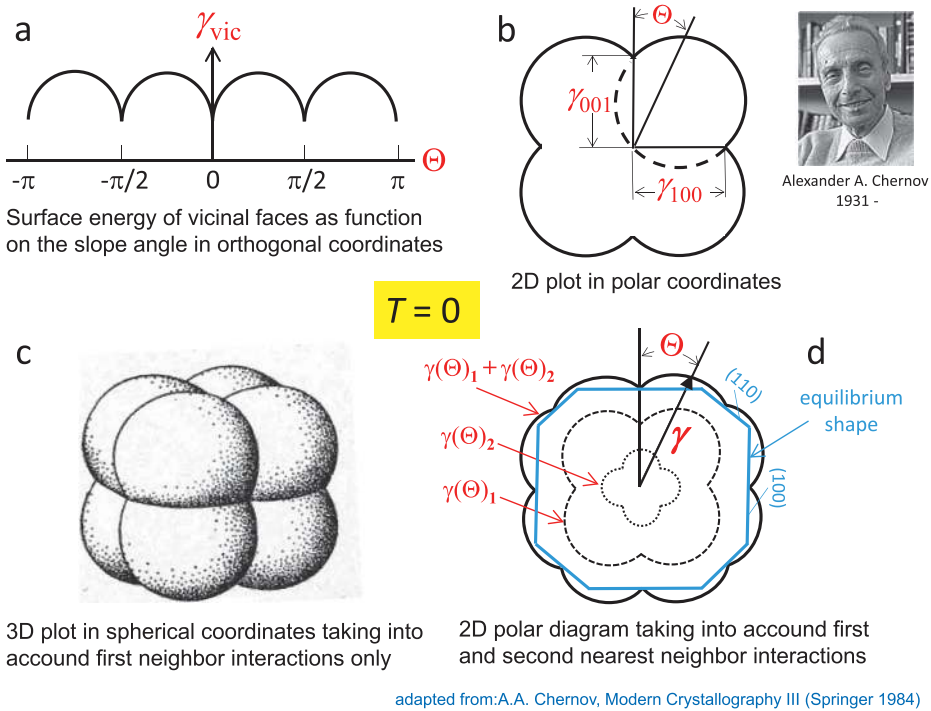 a
γvic
Θ
-π -π/2 0 π/2 π
Surface energy of vicinal faces as function
on the slope angle in orthogonal coordinates
b
Θ
γ001
γ100
2D plot in polar coordinates
Alexander A. Chernov
1931 -
T = 0
c
3D plot in spherical coordinates taking into
accound first neighbor interactions only
d
Θ
γ(Θ)1 + γ(Θ)2
γ(Θ)2
γ(Θ)1
γ
(110)
equilibrium
shape
(100)
2D polar diagram taking into accound first
and second nearest neighbor interactions
adapted from:A.A. Chernov, Modern Crystallography III (Springer 1984)